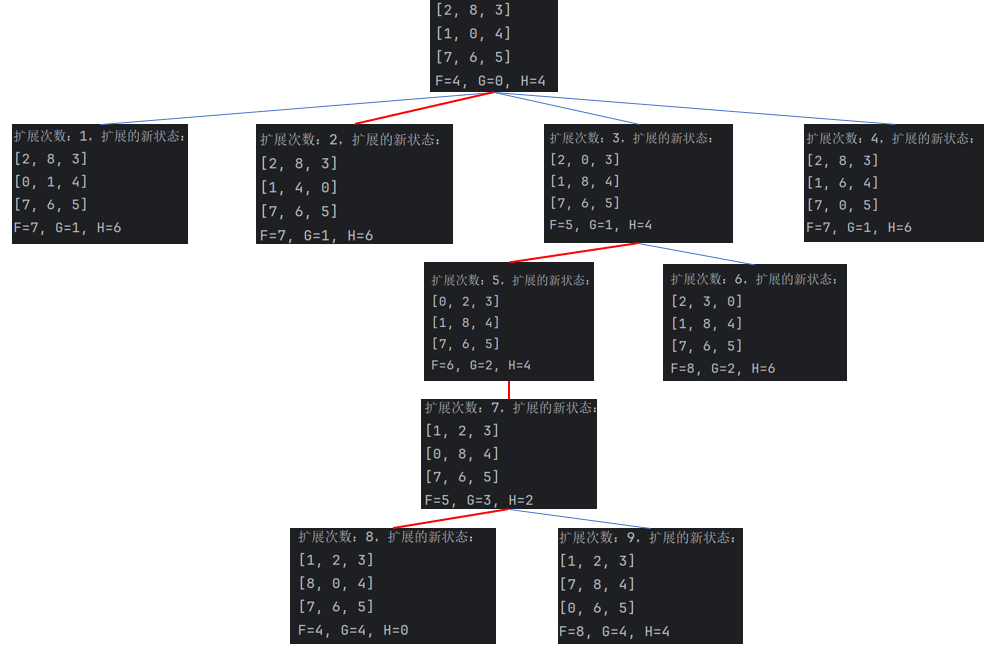 [2, 8, 3]
[1, 0, 4]
[7, 6, 5]
F=4, G=0, H=4
扩展次数: 1, 扩展的新状态:
[2, 8, 3]
[0, 1, 4]
[7, 6, 5]
F=7, G=1, H=6
扩展次数: 2, 扩展的新状态:
[2, 8, 3]
[1, 4, 0]
[7, 6, 5]
F=7, G=1, H=6
扩展次数: 3, 扩展的新状态:
[2, 0, 3]
[1, 8, 4]
[7, 6, 5]
F=5, G=1, H=4
扩展次数: 4, 扩展的新状态:
[2, 8, 3]
[1, 6, 4]
[7, 0, 5]
F=7, G=1, H=6
扩展次数: 5, 扩展的新状态:
[0, 2, 3]
[1, 8, 4]
[7, 6, 5]
F=6, G=2, H=4
扩展次数: 6, 扩展的新状态:
[2, 3, 0]
[1, 8, 4]
[7, 6, 5]
F=8, G=2, H=6
扩展次数: 7, 扩展的新状态:
[1, 2, 3]
[0, 8, 4]
[7, 6, 5]
F=5, G=3, H=2
扩展次数: 8, 扩展的新状态:
[1, 2, 3]
[8, 0, 4]
[7, 6, 5]
F=4, G=4, H=0
扩展次数: 9, 扩展的新状态:
[1, 2, 3]
[7, 8, 4]
[0, 6, 5]
F=8, G=4, H=4